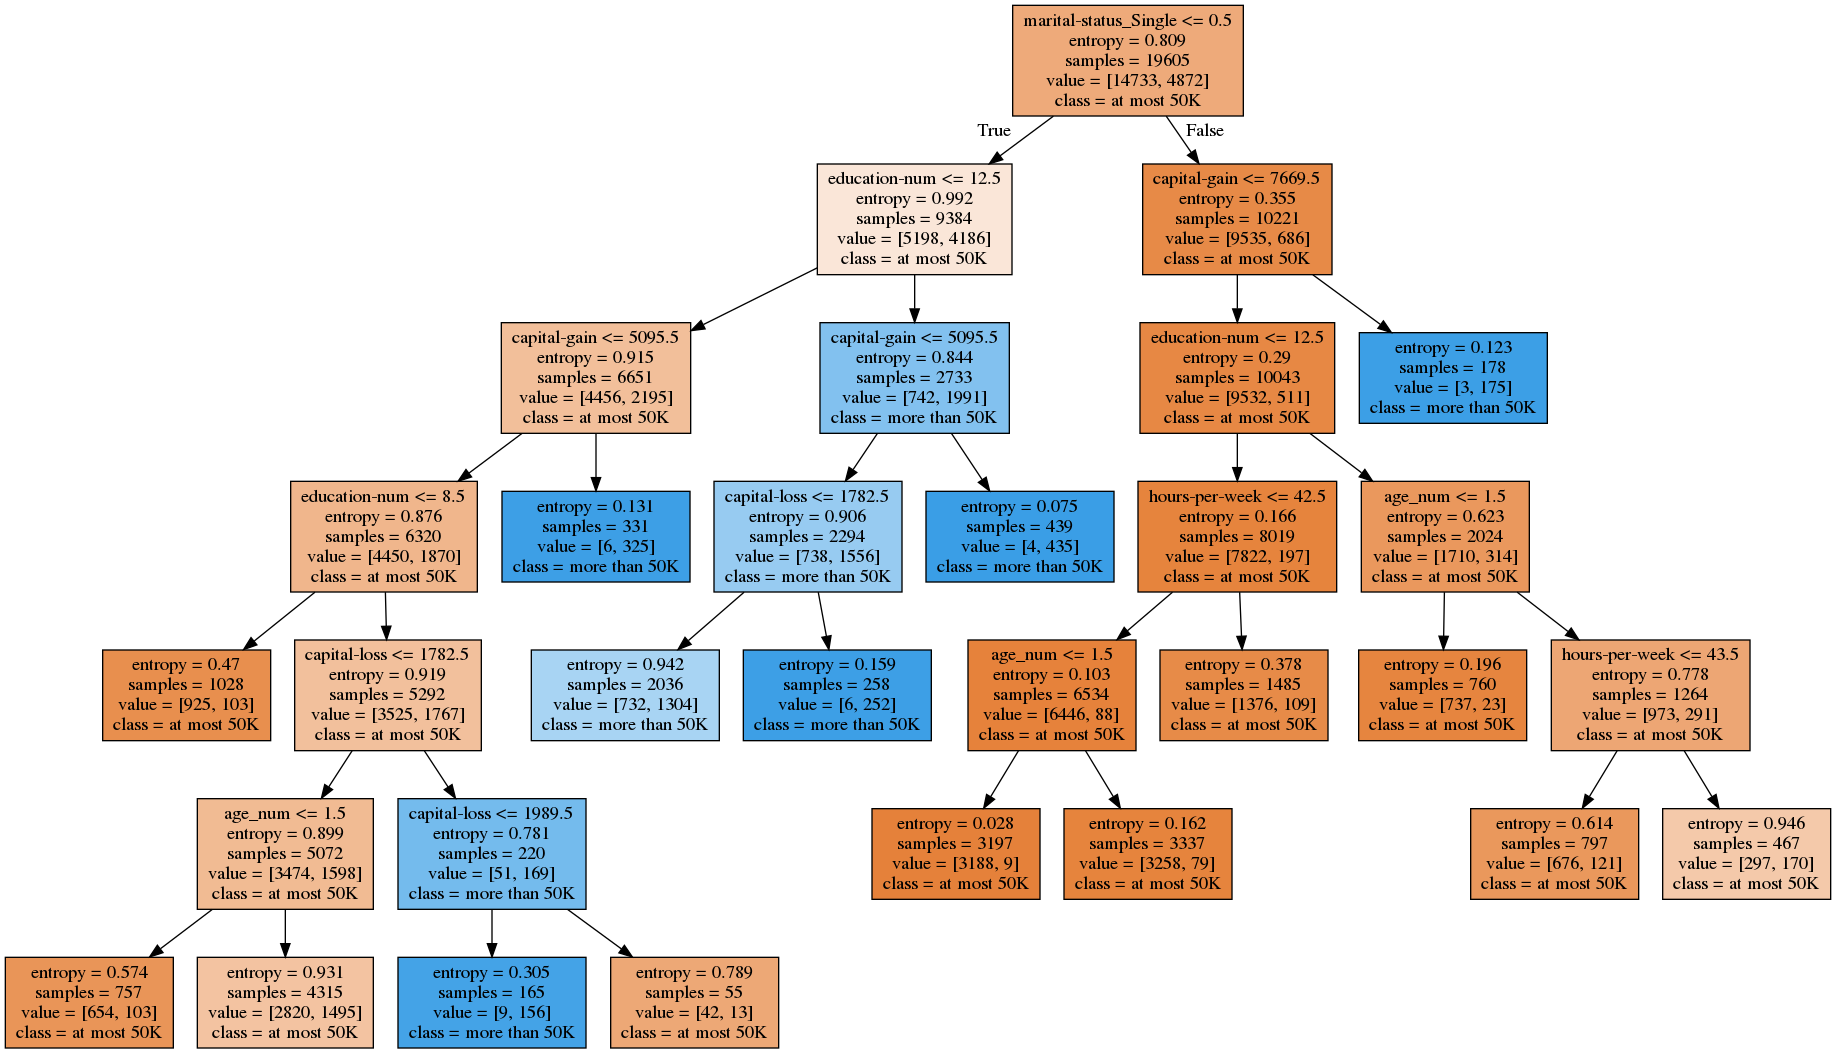 marital-status_Single <= 0.5
entropy = 0.809
samples = 19605
value = [14733, 4872]
class = at most 50K
True
False
education-num <= 12.5
entropy = 0.992
samples = 9384
value = [5198, 4186]
class = at most 50K
capital-gain <= 7669.5
entropy = 0.355
samples = 10221
value = [9535, 686]
class = at most 50K
capital-gain <= 5095.5
entropy = 0.915
samples = 6651
value = [4456, 2195]
class = at most 50K
capital-gain <= 5095.5
entropy = 0.844
samples = 2733
value = [742, 1991]
class = more than 50K
education-num <= 12.5
entropy = 0.29
samples = 10043
value = [9532, 511]
class = at most 50K
entropy = 0.123
samples = 178
value = [3, 175]
class = more than 50K
education-num <= 8.5
entropy = 0.876
samples = 6320
value = [4450, 1870]
class = at most 50K
entropy = 0.131
samples = 331
value = [6, 325]
class = more than 50K
capital-loss <= 1782.5
entropy = 0.906
samples = 2294
value = [738, 1556]
class = more than 50K
entropy = 0.075
samples = 439
value = [4, 435]
class = more than 50K
hours-per-week <= 42.5
entropy = 0.166
samples = 8019
value = [7822, 197]
class = at most 50K
age_num <= 1.5
entropy = 0.623
samples = 2024
value = [1710, 314]
class = at most 50K
entropy = 0.47
samples = 1028
value = [925, 103]
class = at most 50K
capital-loss <= 1782.5
entropy = 0.919
samples = 5292
value = [3525, 1767]
class = at most 50K
entropy = 0.942
samples = 2036
value = [732, 1304]
class = more than 50K
entropy = 0.159
samples = 258
value = [6, 252]
class = more than 50K
age_num <= 1.5
entropy = 0.103
samples = 6534
value = [6446, 88]
class = at most 50K
entropy = 0.378
samples = 1485
value = [1376, 109]
class = at most 50K
entropy = 0.196
samples = 760
value = [737, 23]
class = at most 50K
hours-per-week <= 43.5
entropy = 0.778
samples = 1264
value = [973, 291]
class = at most 50K
age_num <= 1.5
entropy = 0.899
samples = 5072
value = [3474, 1598]
class = at most 50K
capital-loss <= 1989.5
entropy = 0.781
samples = 220
value = [51, 169]
class = more than 50K
entropy = 0.028
samples = 3197
value = [3188, 9]
class = at most 50K
entropy = 0.162
samples = 3337
value = [3258, 79]
class = at most 50K
entropy = 0.614
samples = 797
value = [676, 121]
class = at most 50K
entropy = 0.946
samples = 467
value = [297, 170]
class = at most 50K
entropy = 0.574
samples = 757
value = [654, 103]
class = at most 50K
entropy = 0.931
samples = 4315
value = [2820, 1495]
class = at most 50K
entropy = 0.305
samples = 165
value = [9, 156]
class = more than 50K
entropy = 0.789
samples = 55
value = [42, 13]
class = at most 50K